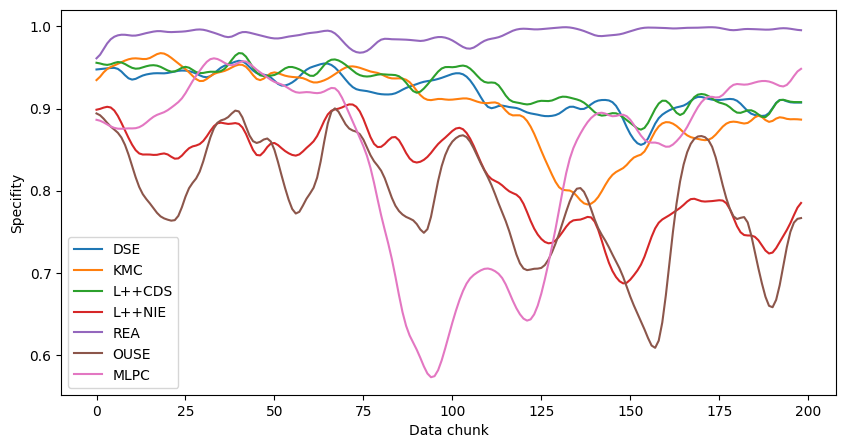 1.0
0.9
0.8
0.7
0.6
Specifity
DSE
KMC
L++CDS
L++NIE
REA
OUSE
MLPC
0 25 50 75 100 125 150 175 200
Data chunk